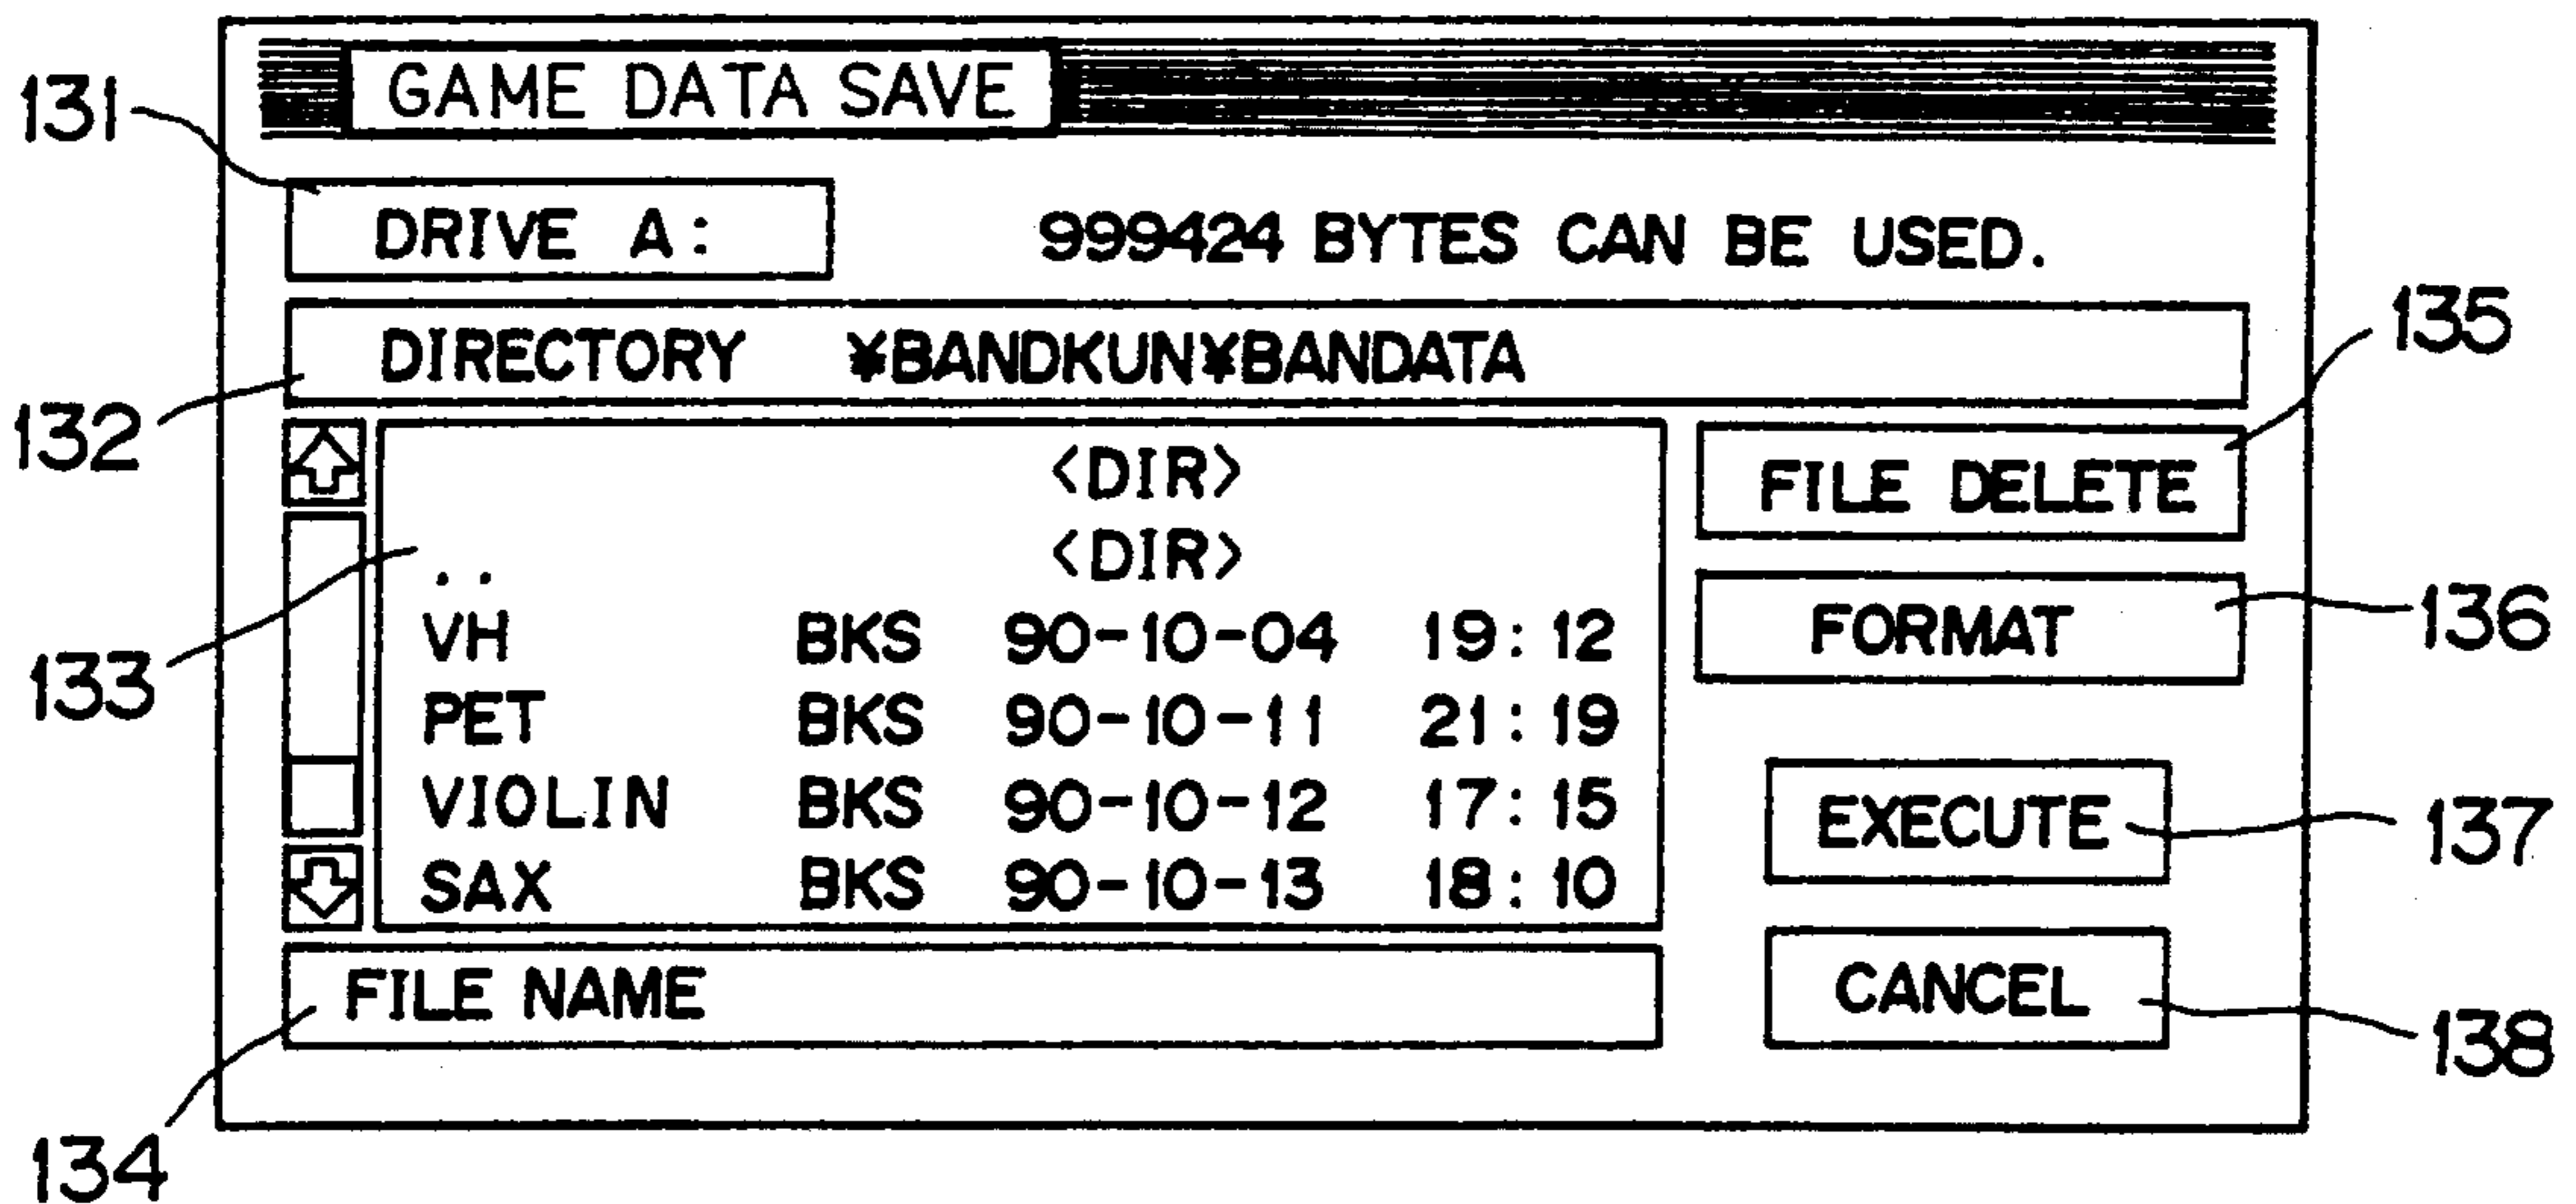 GAME DATA SAVE
131
DRIVE A: 999424 BYTES CAN BE USED.
135
DIRECTORY ¥BANDKUN¥BANDATA
132
<DIR>
FILE DELETE
.. <DIR>
VH BKS 90-10-04 19:12
FORMAT
136
133
PET BKS 90-10-11 21:19
VIOLIN BKS 90-10-12 17:15
EXECUTE
137
SAX BKS 90-10-13 18:10
FILE NAME
CANCEL
138
134